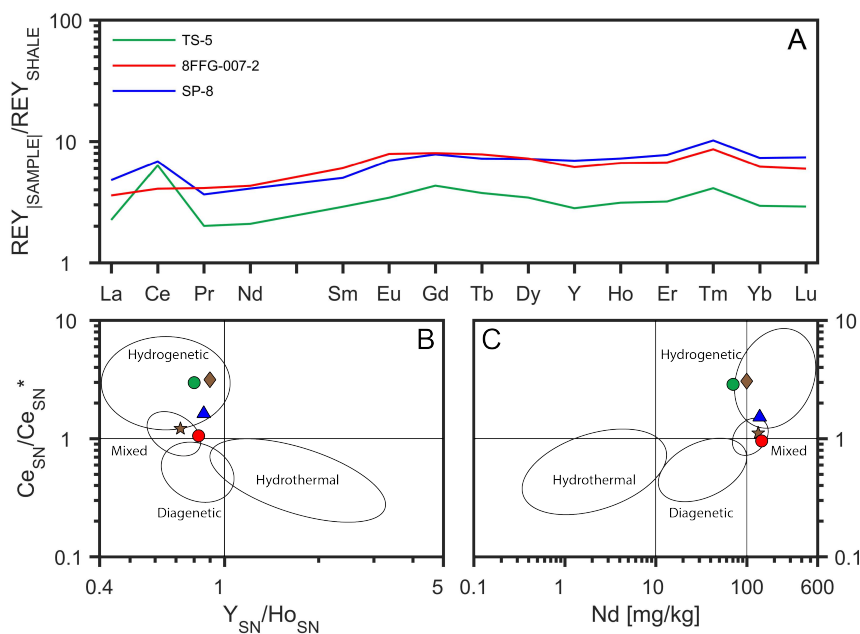 100
A
TS-5
8FFG-007-2
SP-8
10
1
REY|SAMPLE|/REYSHALE
La Ce Pr Nd Sm Eu Gd Tb Dy Y Ho Er Tm Yb Lu
10
B
Hydrogenetic
1
Mixed
Hydrothermal
Diagenetic
0.1
0.4 1 5
CeSN/CeSN*
YSN/HoSN
C
10
Hydrogenetic
1
Mixed
Hydrothermal
Diagenetic
0.1
0.1 1 10 100 600
Nd [mg/kg]